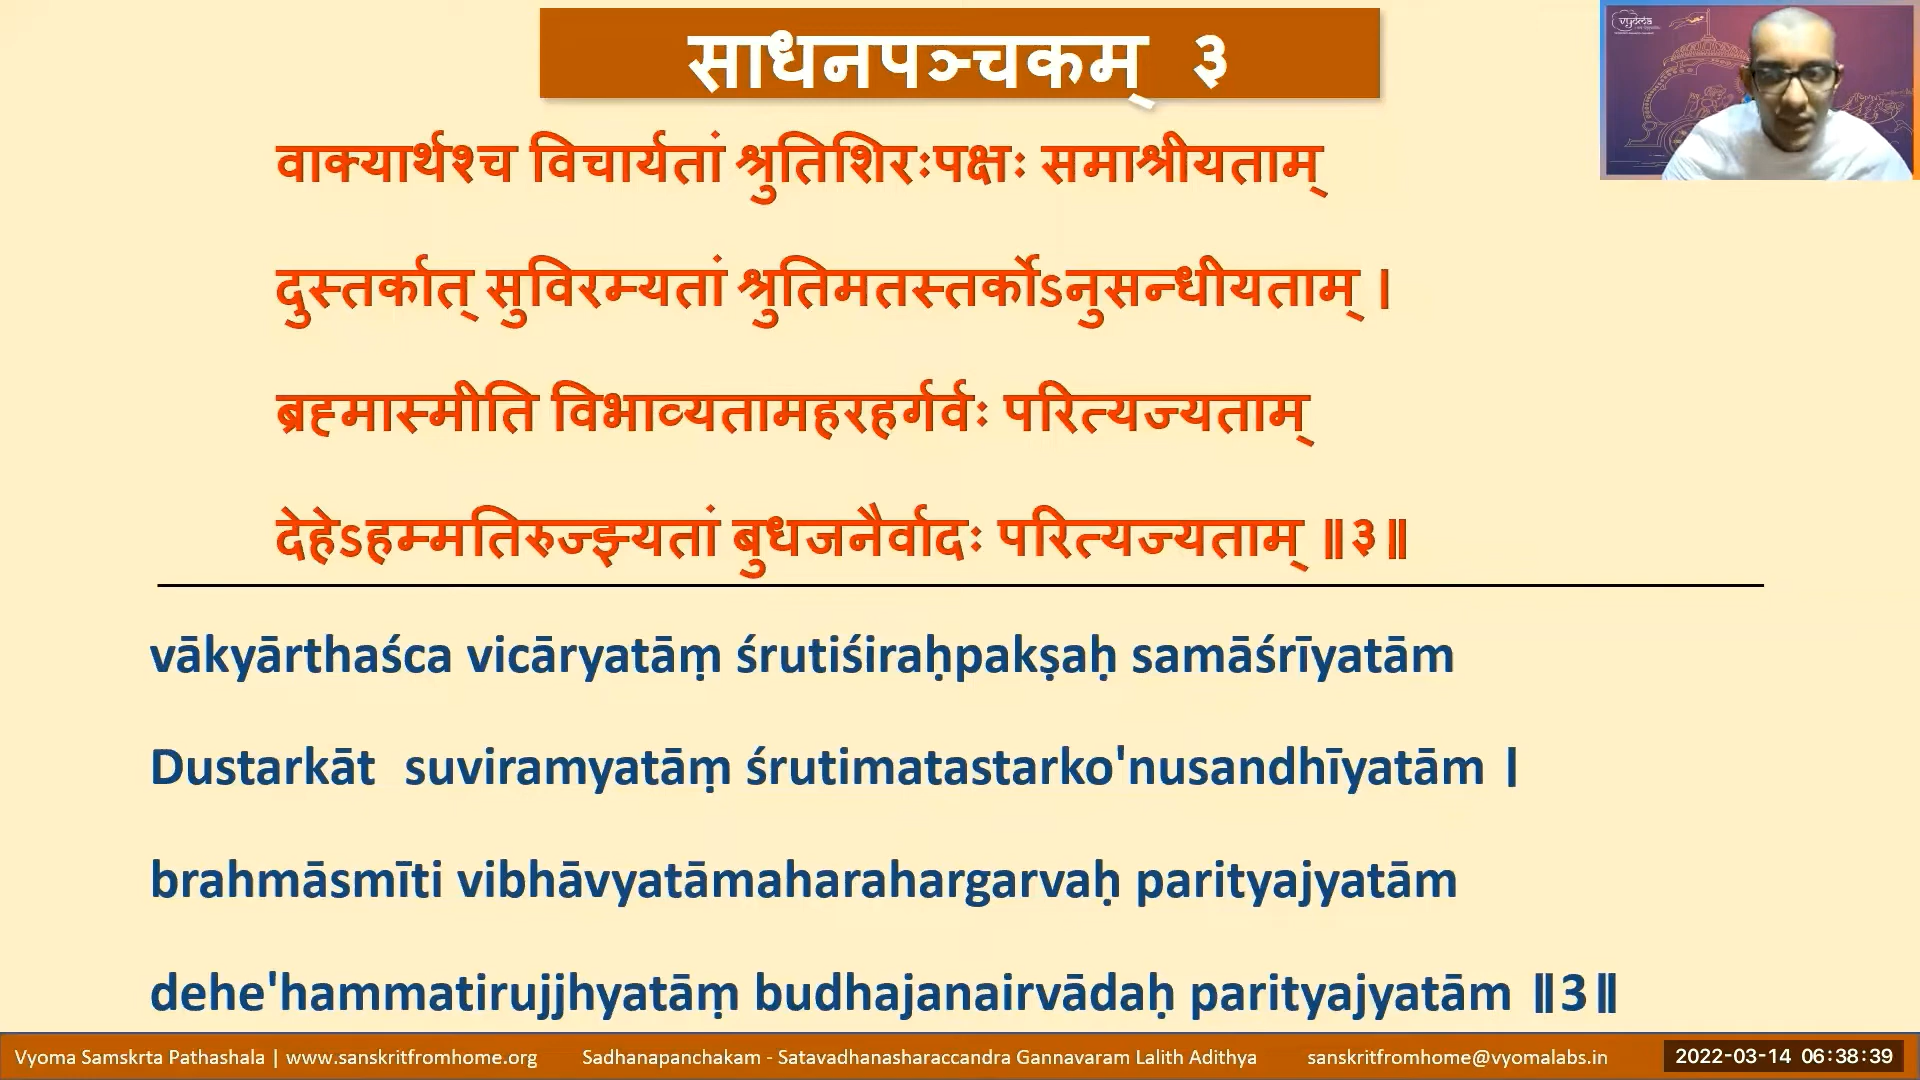 साधनपञ्चकम् ३
vyoma
वाक्यार्थश्च विचार्यतां श्रुतिशिरःपक्षः समाश्रीयताम्
दुस्तर्कात् सुविरम्यतां श्रुतिमतस्तर्कोऽनुसन्धीयताम् ।
ब्रह्मास्मीति विभाव्यतामहरहर्गर्वः परित्यज्यताम्
देहेऽहम्मतिरुज्झ्यतां बुधजनैर्वादः परित्यज्यताम् ॥३॥
vākyārthaśca vicāryatāṃ śrutiśiraḥpakṣaḥ samāśrīyatām
Dustarkāt suviramyatāṃ śrutimatastarko'nusandhīyatām ।
brahmāsmīti vibhāvyatāmaharahargarvaḥ parityajyatām
dehe'hammatirujjhyatāṃ budhajanairvādaḥ parityajyatām ॥3॥
Vyoma Samskrta Pathashala | www.sanskritfromhome.org Sadhanapanchakam - Satavadhanasharaccandra Gannavaram Lalith Adithya sanskritfromhome@vyomalabs.in 2022-03-14 06:38:39